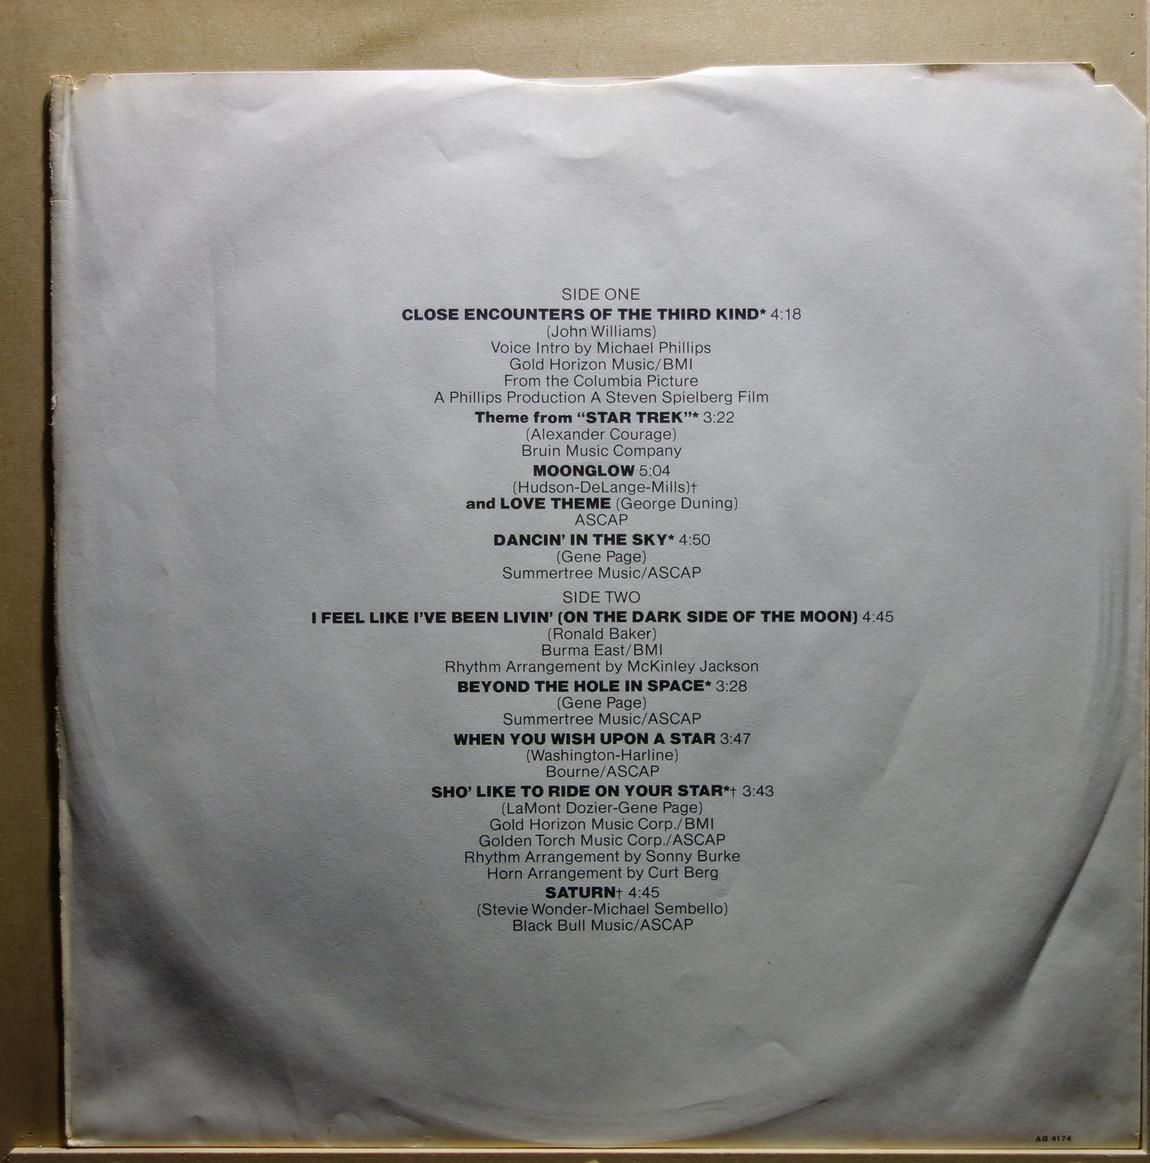 SIDE ONE
CLOSE ENCOUNTERS OF THE THIRD KIND* 4:18
(John Williams)
Voice Intro by Michael Phillips
Gold Horizon Music/BMI
From the Columbia Picture
A Phillips Production A Steven Spielberg Film
Theme from “STAR TREK”* 3:22
(Alexander Courage)
Bruin Music Company
MOONGLOW 5:04
(Hudson-DeLange-Mills)†
and LOVE THEME (George Duning)
ASCAP
DANCIN’ IN THE SKY* 4:50
(Gene Page)
Summertree Music/ASCAP
SIDE TWO
I FEEL LIKE I’VE BEEN LIVIN’ (ON THE DARK SIDE OF THE MOON) 4:45
(Ronald Baker)
Burma East/BMI
Rhythm Arrangement by McKinley Jackson
BEYOND THE HOLE IN SPACE* 3:28
(Gene Page)
Summertree Music/ASCAP
WHEN YOU WISH UPON A STAR 3:47
(Washington-Harline)
Bourne/ASCAP
SHO’ LIKE TO RIDE ON YOUR STAR*† 3:43
(LaMont Dozier-Gene Page)
Gold Horizon Music Corp./BMI
Golden Torch Music Corp./ASCAP
Rhythm Arrangement by Sonny Burke
Horn Arrangement by Curt Berg
SATURN† 4:45
(Stevie Wonder-Michael Sembello)
Black Bull Music/ASCAP
AB 4174